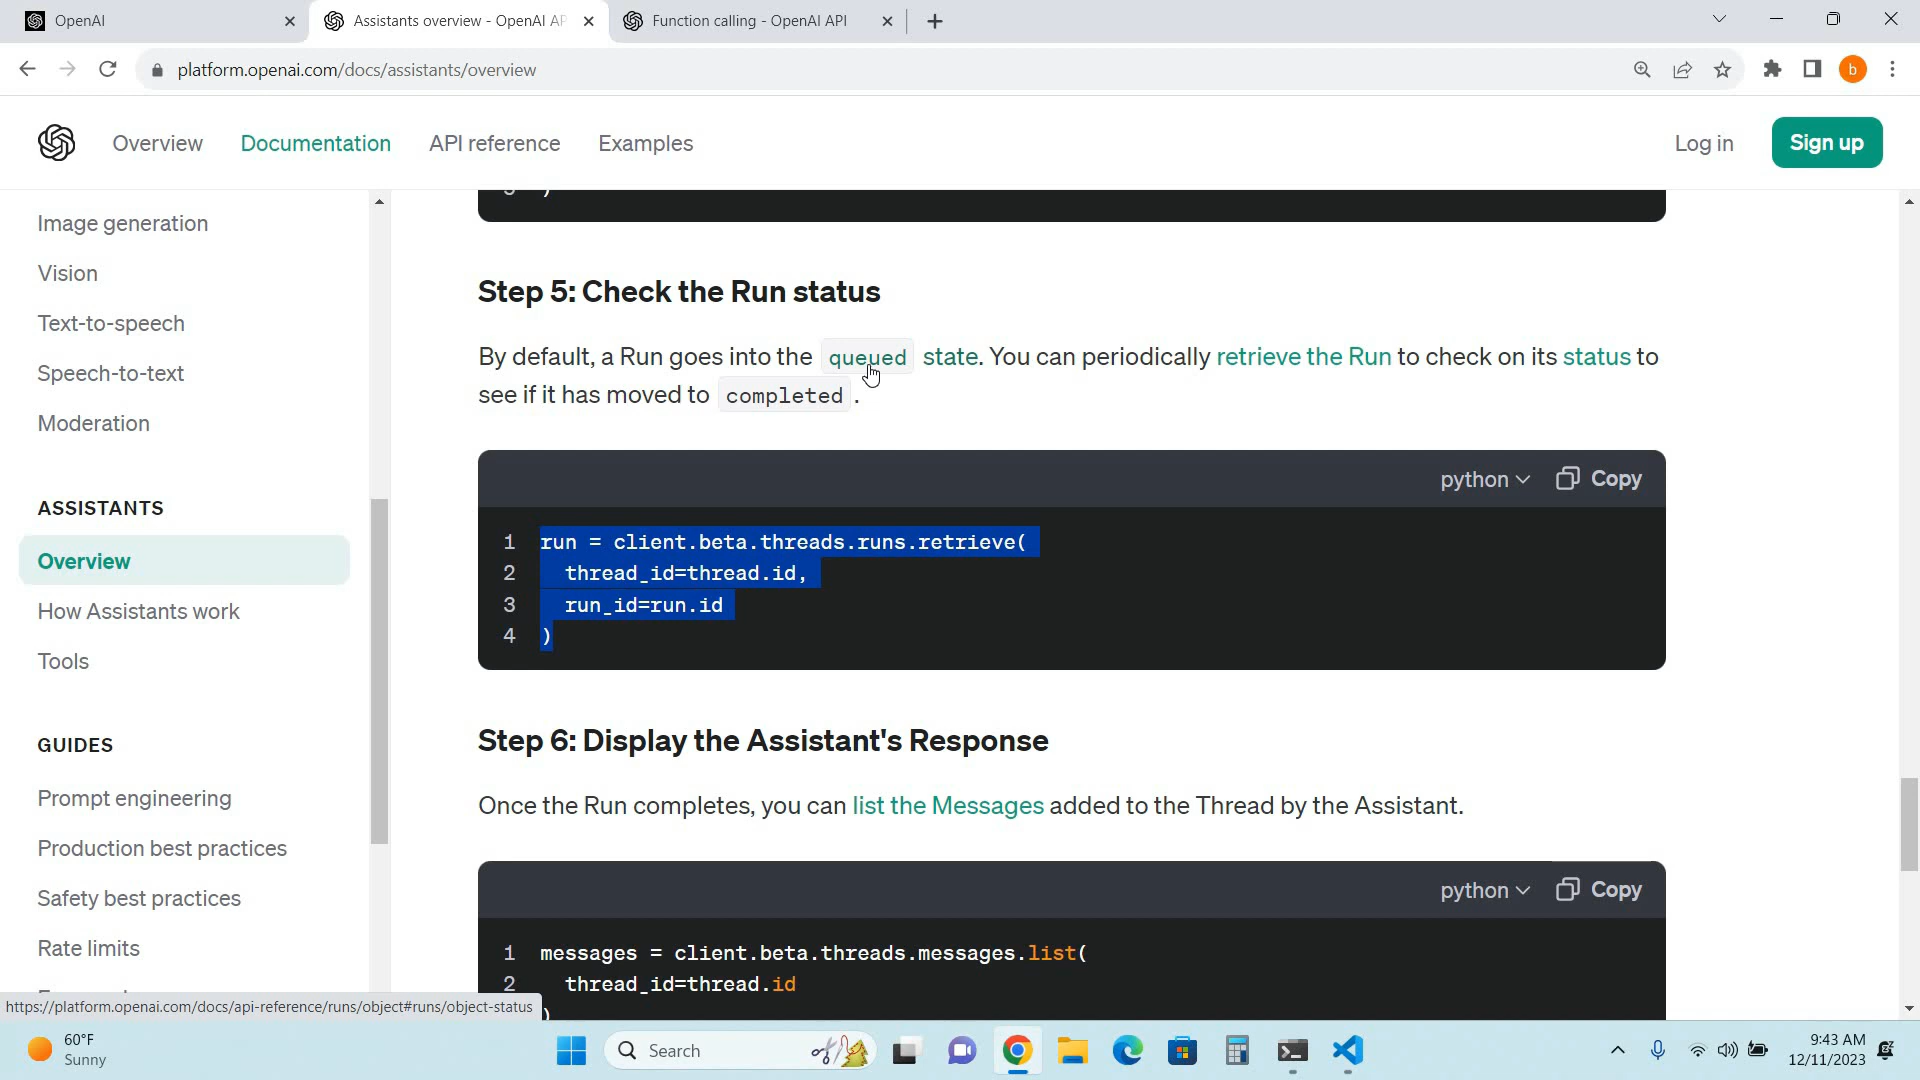 OpenAI
Assistants overview - OpenAI AP
Function calling - OpenAI API
platform.openai.com/docs/assistants/overview
b
Overview
Documentation
API reference
Examples
Log in
Sign up
Image generation
Vision
Text-to-speech
Speech-to-text
Moderation
ASSISTANTS
Overview
How Assistants work
Tools
GUIDES
Prompt engineering
Production best practices
Safety best practices
Rate limits
)
Step 5: Check the Run status
By default, a Run goes into the queued state. You can periodically retrieve the Run to check on its status to
see if it has moved to completed .
python
Copy
1 run = client.beta.threads.runs.retrieve(
2 thread_id=thread.id,
3 run_id=run.id
4 )
Step 6: Display the Assistant's Response
Once the Run completes, you can list the Messages added to the Thread by the Assistant.
python
Copy
1 messages = client.beta.threads.messages.list(
2 thread_id=thread.id
)
https://platform.openai.com/docs/api-reference/runs/object#runs/object-status
60°F
Sunny
Search
9:43 AM
12/11/2023